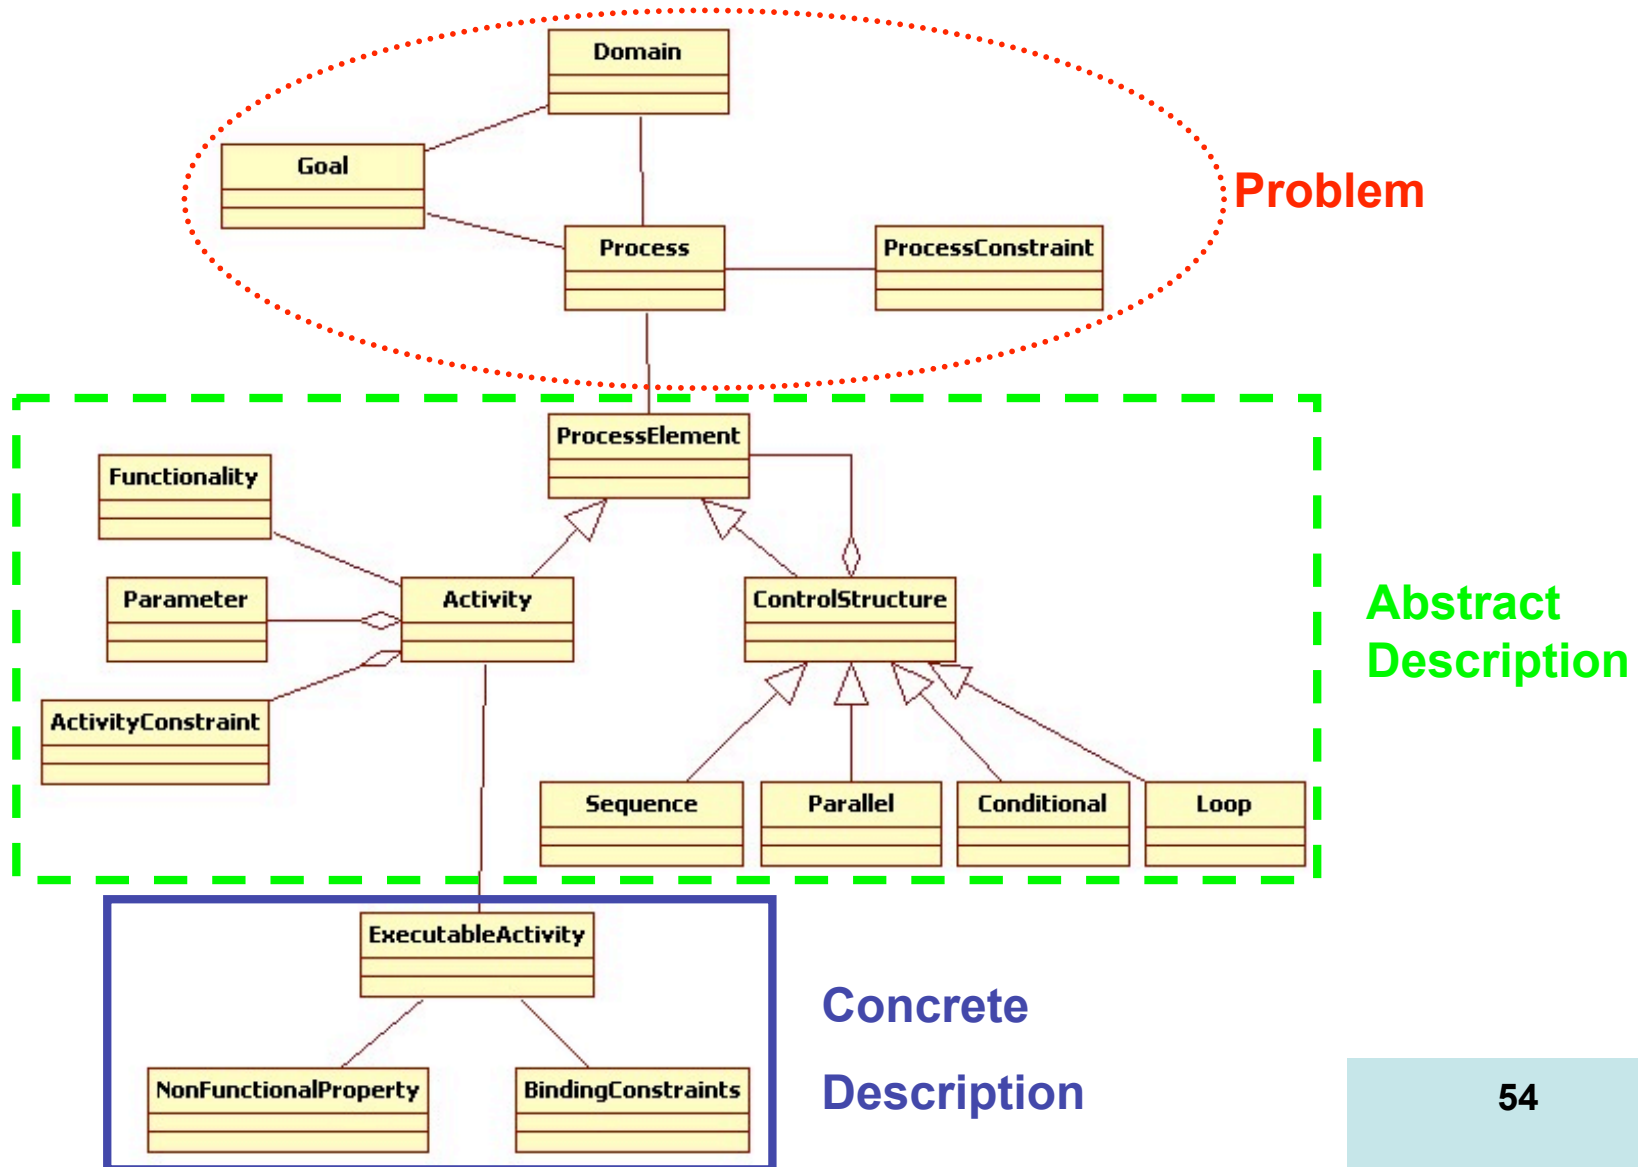 Domain
Goal
Problem
Process
ProcessConstraint
ProcessElement
Functionality
Parameter
Activity
ControlStructure
Abstract
Description
ActivityConstraint
Sequence
Parallel
Conditional
Loop
ExecutableActivity
Concrete
Description
NonFunctionalProperty
BindingConstraints
54